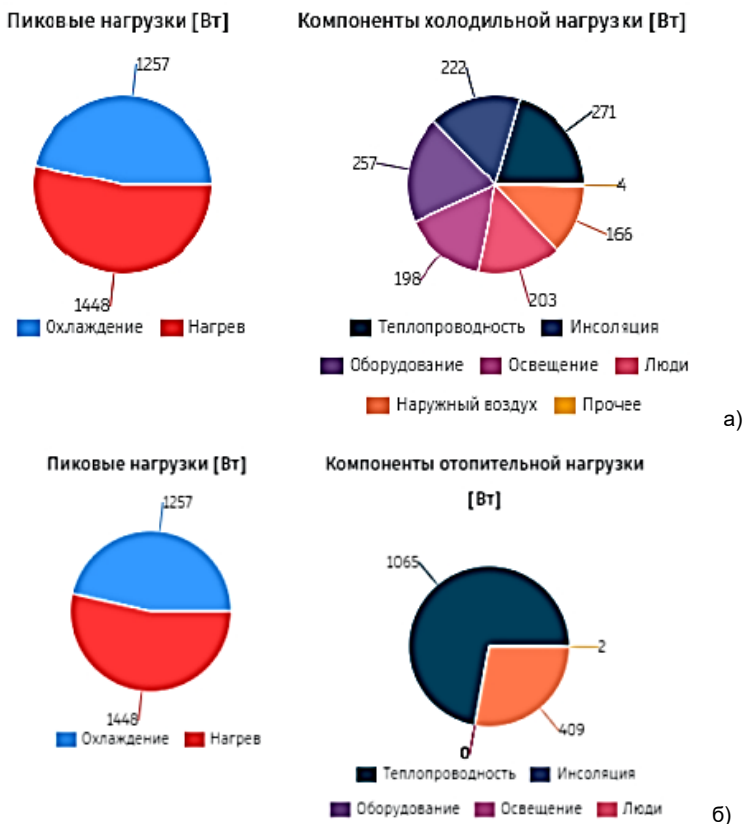 Пиковые нагрузки [Вт]
Компоненты холодильной нагрузки [Вт]
1257
1448
Охлаждение Нагрев
222
271
257
4
166
198
203
Теплопроводность Инсоляция
Оборудование Освещение Люди
Наружный воздух Прочее
а)
Пиковые нагрузки [Вт]
Компоненты отопительной нагрузки
[Вт]
1257
1448
Охлаждение Нагрев
1065
2
409
0
Теплопроводность Инсоляция
Оборудование Освещение Люди
б)